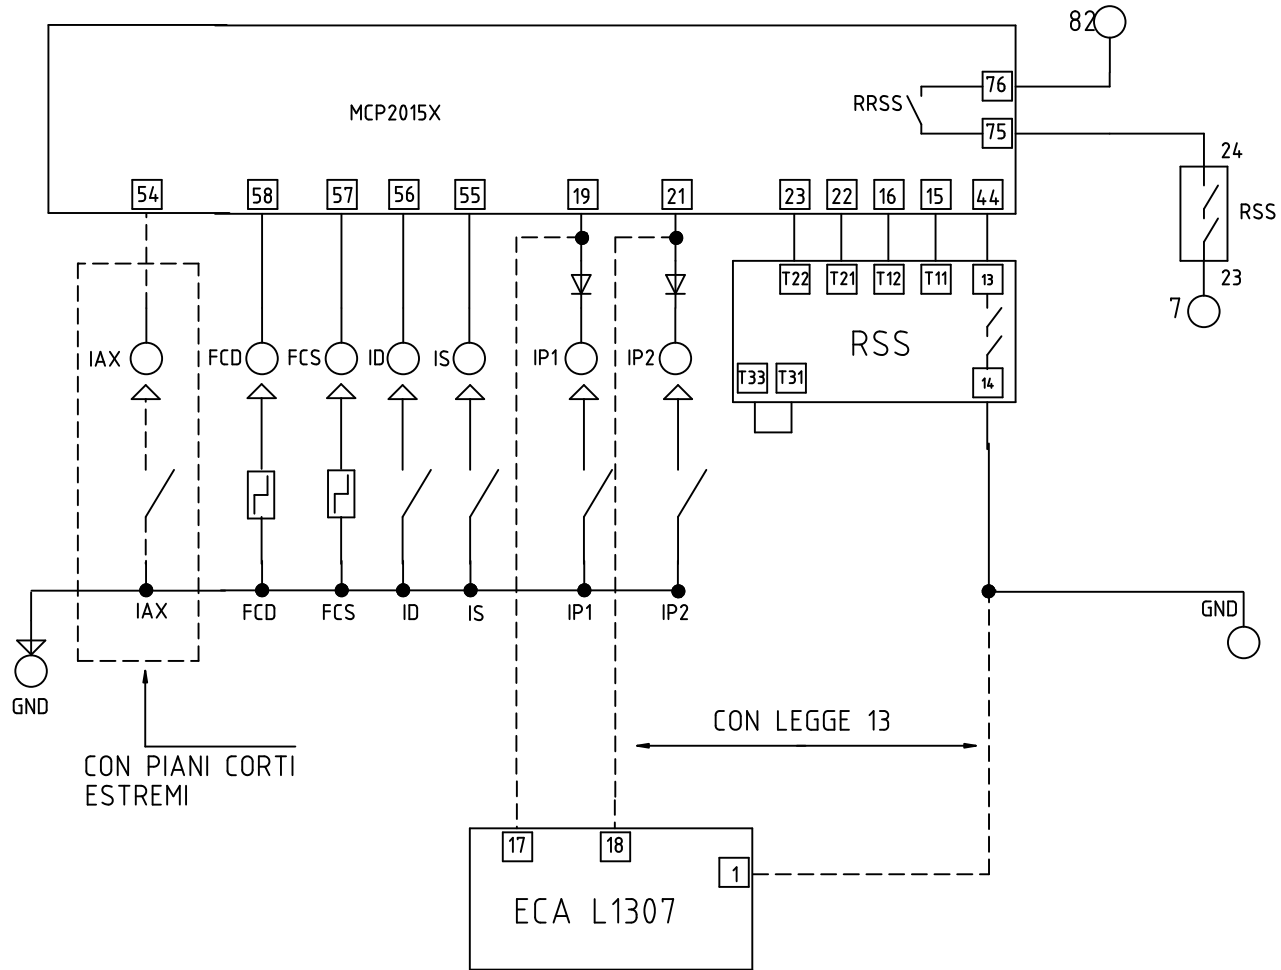 82
76
RRSS
MCP2015X
75
24
54
58
57
56
55
19
21
23
22
16
15
44
RSS
T22
T21
T12
T11
13
23
7
IAX
FCD
FCS
ID
IS
IP1
IP2
RSS
T33
T31
14
IAX
FCD
FCS
ID
IS
IP1
IP2
GND
GND
CON LEGGE 13
CON PIANI CORTI
ESTREMI
17
18
1
ECA L1307